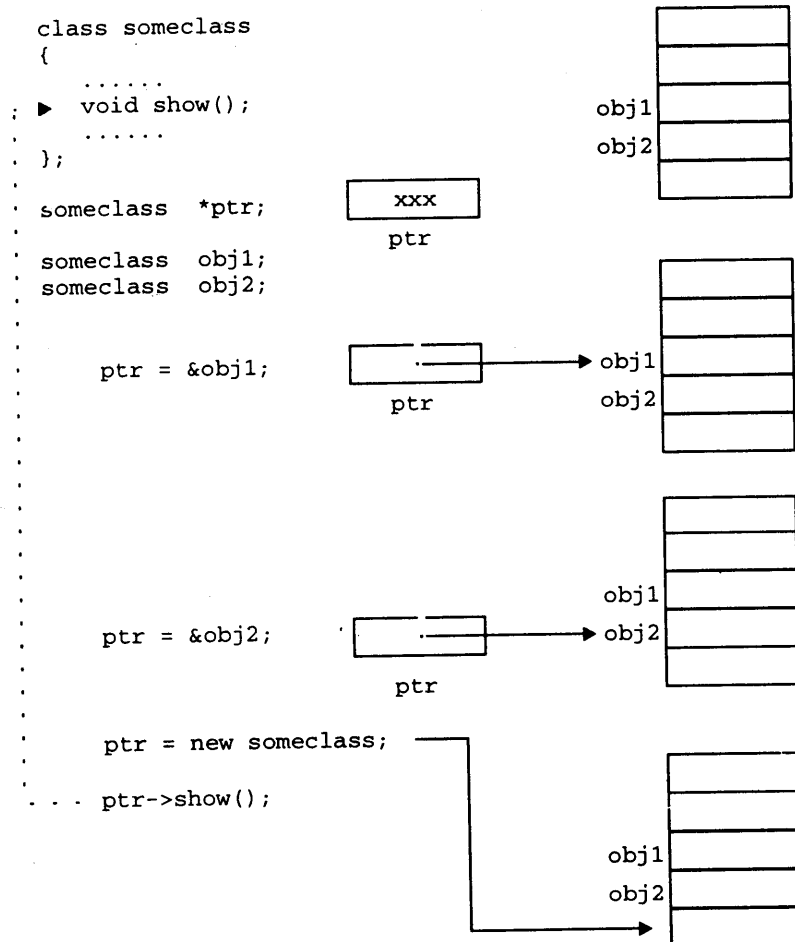 class someclass
{
......
void show();
......
};
someclass *ptr;
xxx
ptr
someclass obj1;
someclass obj2;
obj1
obj2
ptr = &obj1;
ptr
obj1
obj2
ptr = &obj2;
ptr
obj1
obj2
ptr = new someclass;
ptr->show();
obj1
obj2